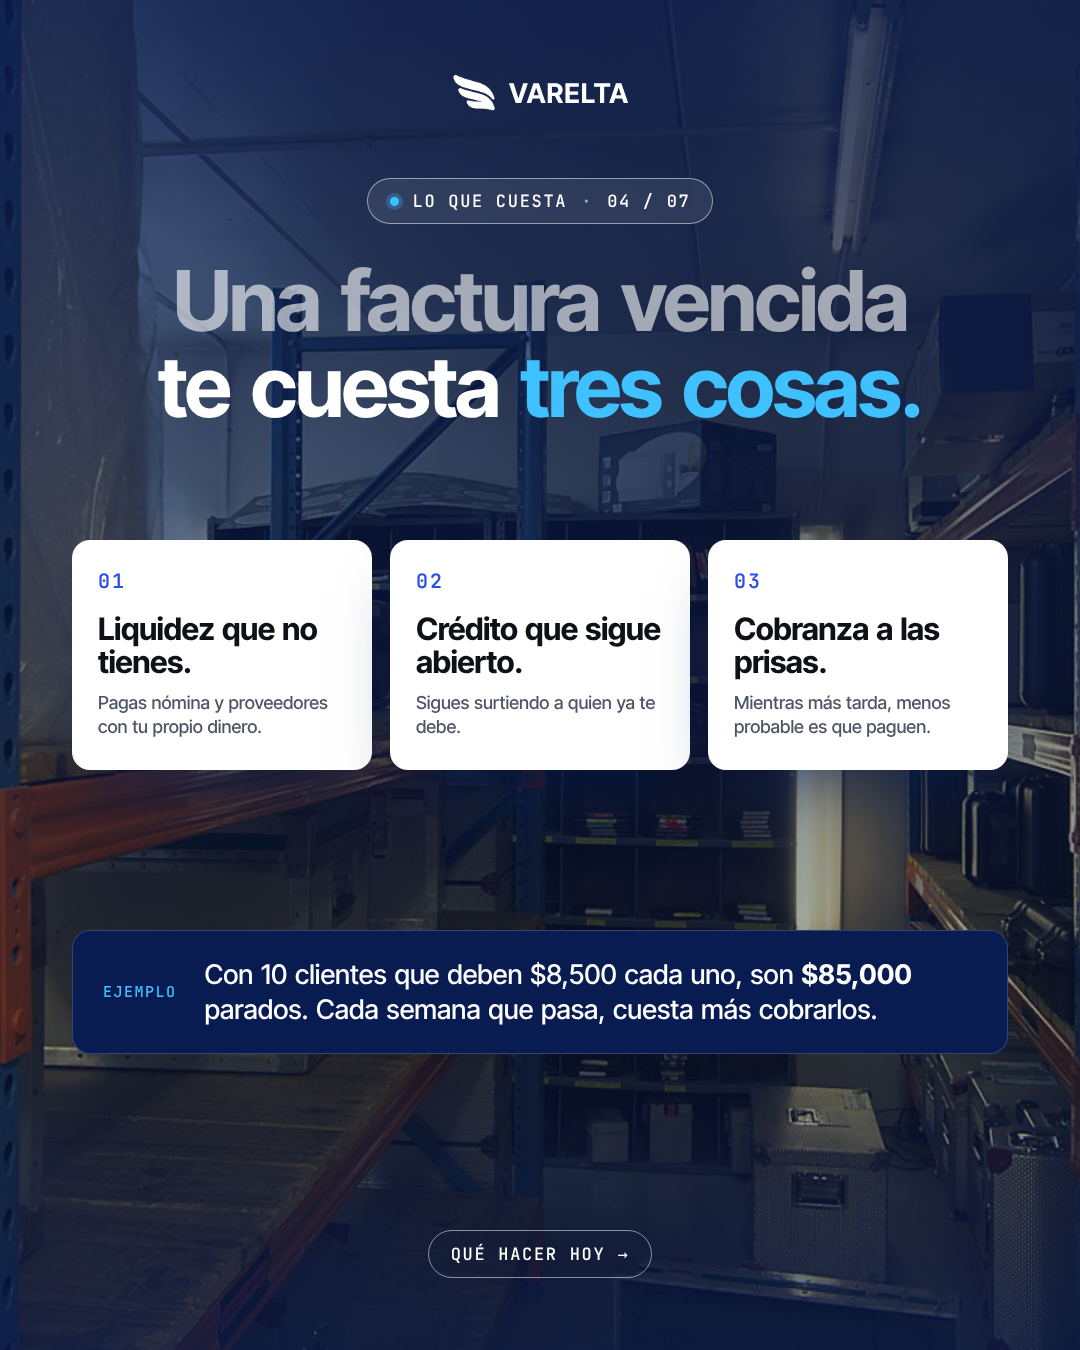 VARELTA
LO QUE CUESTA · 04 / 07
Una factura vencida
te cuesta tres cosas.
01
Liquidez que no
tienes.
Pagas nómina y proveedores
con tu propio dinero.
02
Crédito que sigue
abierto.
Sigues surtiendo a quien ya te
debe.
03
Cobranza a las
prisas.
Mientras más tarda, menos
probable es que paguen.
EJEMPLO
Con 10 clientes que deben $8,500 cada uno, son $85,000
parados. Cada semana que pasa, cuesta más cobrarlos.
QUÉ HACER HOY →